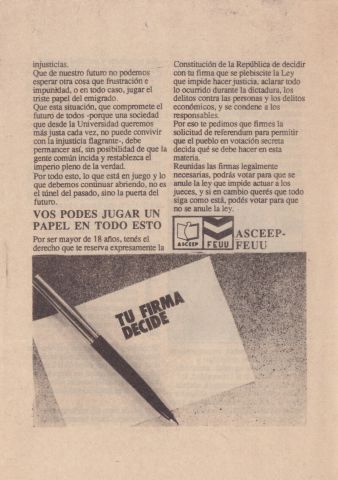 injusticias.
Que de nuestro futuro no podemos
esperar otra cosa que frustración e
impunidad, o en todo caso, jugar el
triste papel del emigrado.
Que esta situación, que compromete el
futuro de todos -porque una sociedad
que desde la Universidad queremos
más justa cada vez, no puede convivir
con la injusticia flagrante-, debe
permancer así, sin posibilidad de que la
gente común incida y restablezca el
imperio pleno de la verdad.
Por todo esto, lo que está en juego y lo
que debemos continuar abriendo, no es
el túnel del pasado, sino la puerta del
futuro.
VOS PODES JUGAR UN
PAPEL EN TODO ESTO
Por ser mayor de 18 años, tenés el
derecho que te reserva expresamente la
Constitución de la República de decidir
con tu firma que se plebiscite la Ley
que impide hacer justicia, aclarar todo
lo ocurrido durante la dictadura, los
delitos contra las personas y los delitos
económicos, y se condene a los
responsables.
Por eso te pedimos que firmes la
solicitud de referendum para permitir
que el pueblo en votación secreta
decida qué se debe hacer en esta
materia.
Reunidas las firmas legalmente
necesarias, podrás votar para que se
anule la ley que impide actuar a los
jueces, y si en cambio querés que todo
siga como está, podés votar para que
no se anule la ley.
ASCEEP
FEUU
ASCEEP-
FEUU
TU FIRMA
DECIDE